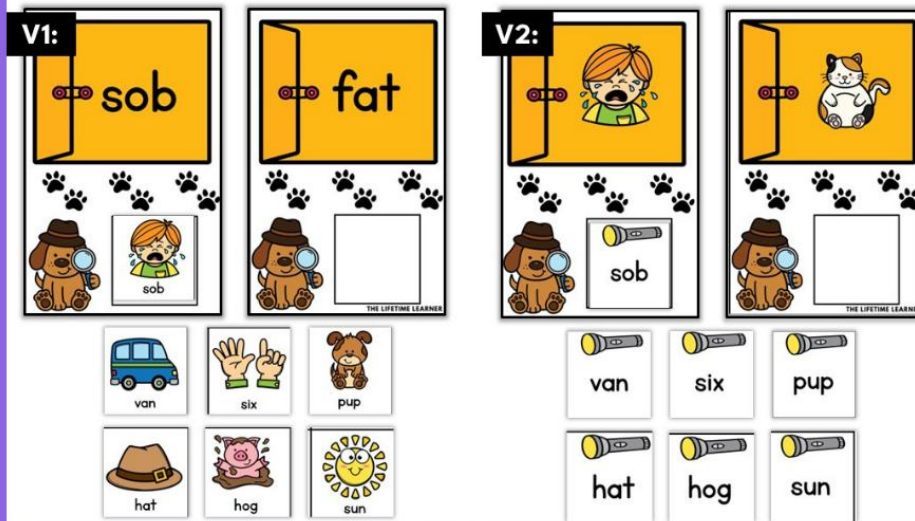 V1:
sob
fat
sob
THE LIFETIME LEARNER
van
six
pup
hat
hog
sun
V2:
sob
THE LIFETIME LEARNER
van
six
pup
hat
hog
sun